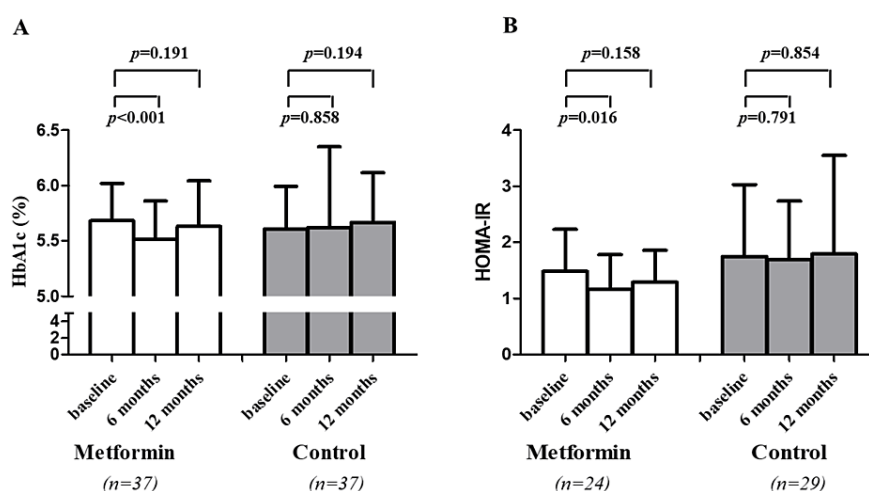 A
p=0.191
p=0.194
p<0.001
p=0.858
HbA1c (%)
6.5
6.0
5.5
5.0
4
2
0
baseline
6 months
12 months
baseline
6 months
12 months
Metformin
Control
(n=37)
(n=37)
B
p=0.158
p=0.854
p=0.016
p=0.791
HOMA-IR
4
3
2
1
0
baseline
6 months
12 months
baseline
6 months
12 months
Metformin
Control
(n=24)
(n=29)